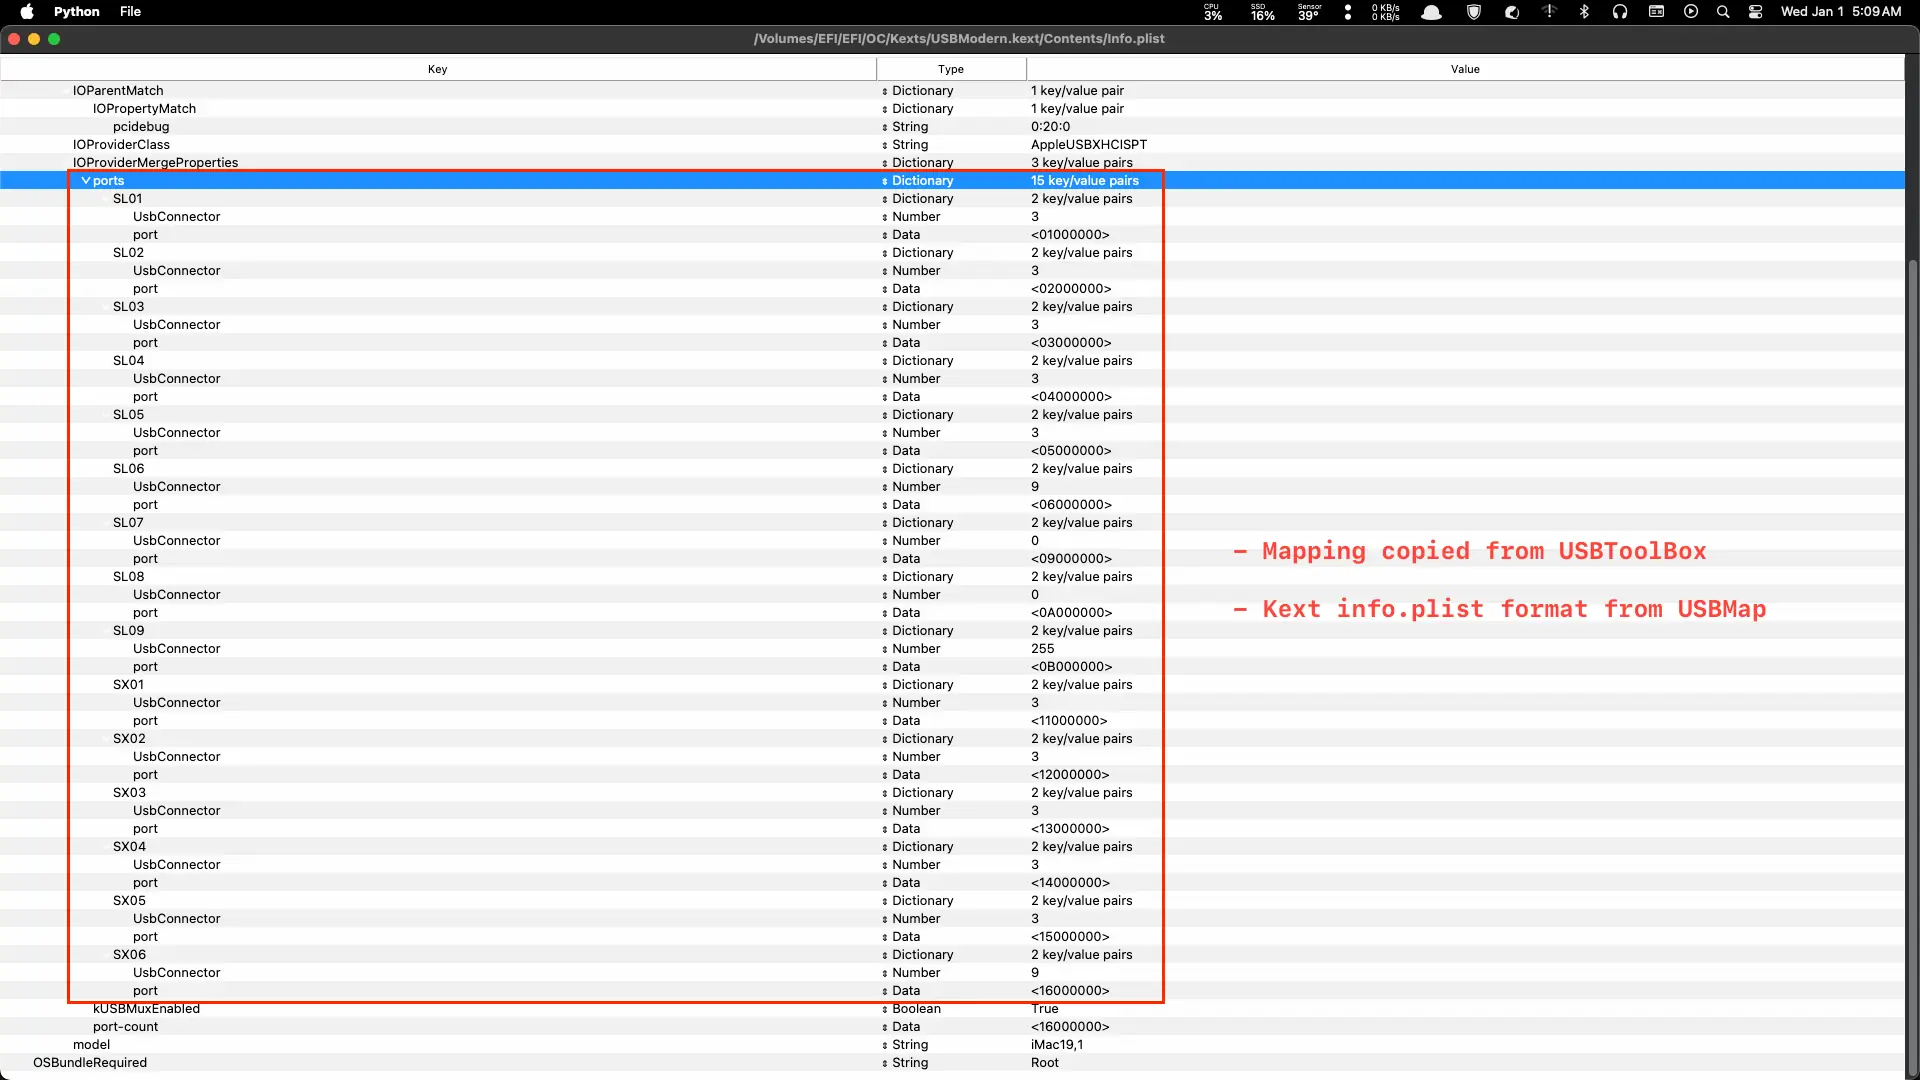 Python File CPU 3% SSD 16% Sensor 39° 0 KB/s 0 KB/s Wed Jan 1 5:09 AM
/Volumes/EFI/EFI/OC/Kexts/USBModern.kext/Contents/Info.plist
Key Type Value
IOParentMatch Dictionary 1 key/value pair
IOPropertyMatch Dictionary 1 key/value pair
pcidebug String 0:20:0
IOProviderClass String AppleUSBXHCISPT
IOProviderMergeProperties Dictionary 3 key/value pairs
ports Dictionary 15 key/value pairs
SL01 Dictionary 2 key/value pairs
UsbConnector Number 3
port Data <01000000>
SL02 Dictionary 2 key/value pairs
UsbConnector Number 3
port Data <02000000>
SL03 Dictionary 2 key/value pairs
UsbConnector Number 3
port Data <03000000>
SL04 Dictionary 2 key/value pairs
UsbConnector Number 3
port Data <04000000>
SL05 Dictionary 2 key/value pairs
UsbConnector Number 3
port Data <05000000>
SL06 Dictionary 2 key/value pairs
UsbConnector Number 9
port Data <06000000>
SL07 Dictionary 2 key/value pairs
UsbConnector Number 0
port Data <09000000>
SL08 Dictionary 2 key/value pairs
UsbConnector Number 0
port Data <0A000000>
SL09 Dictionary 2 key/value pairs
UsbConnector Number 255
port Data <0B000000>
SX01 Dictionary 2 key/value pairs
UsbConnector Number 3
port Data <11000000>
SX02 Dictionary 2 key/value pairs
UsbConnector Number 3
port Data <12000000>
SX03 Dictionary 2 key/value pairs
UsbConnector Number 3
port Data <13000000>
SX04 Dictionary 2 key/value pairs
UsbConnector Number 3
port Data <14000000>
SX05 Dictionary 2 key/value pairs
UsbConnector Number 3
port Data <15000000>
SX06 Dictionary 2 key/value pairs
UsbConnector Number 9
port Data <16000000>
kUSBMuxEnabled Boolean True
port-count Data <16000000>
model String iMac19,1
OSBundleRequired String Root
– Mapping copied from USBToolBox
– Kext info.plist format from USBMap